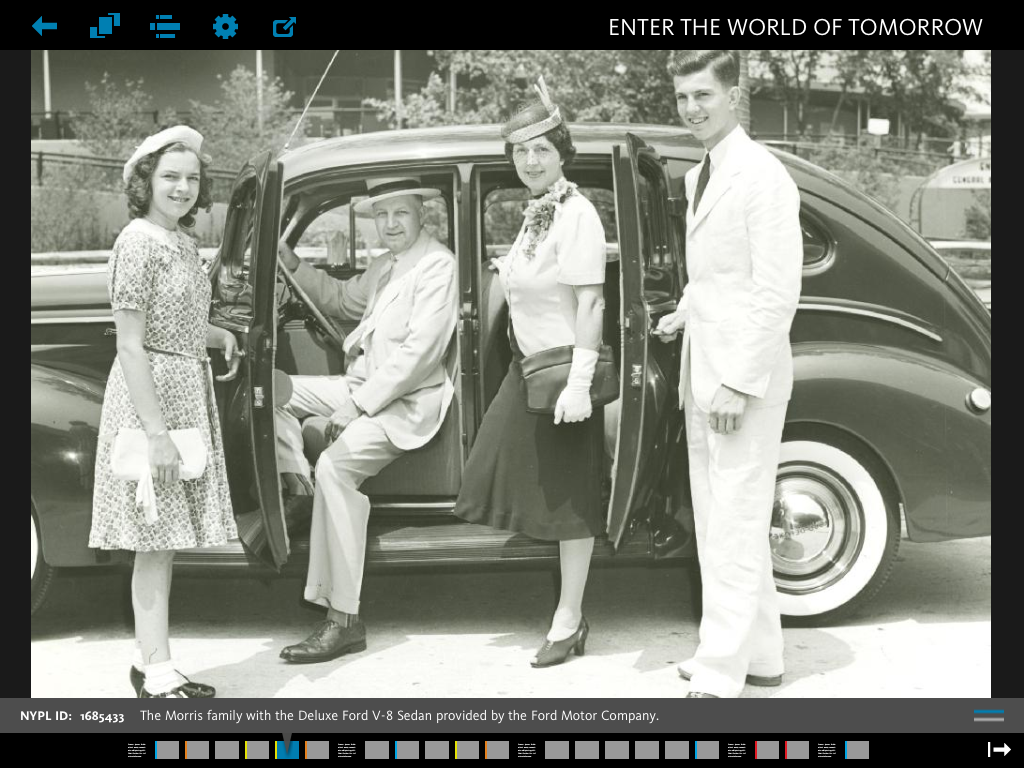 ENTER THE WORLD OF TOMORROW
NYPL ID: 1685433 The Morris family with the Deluxe Ford V-8 Sedan provided by the Ford Motor Company.